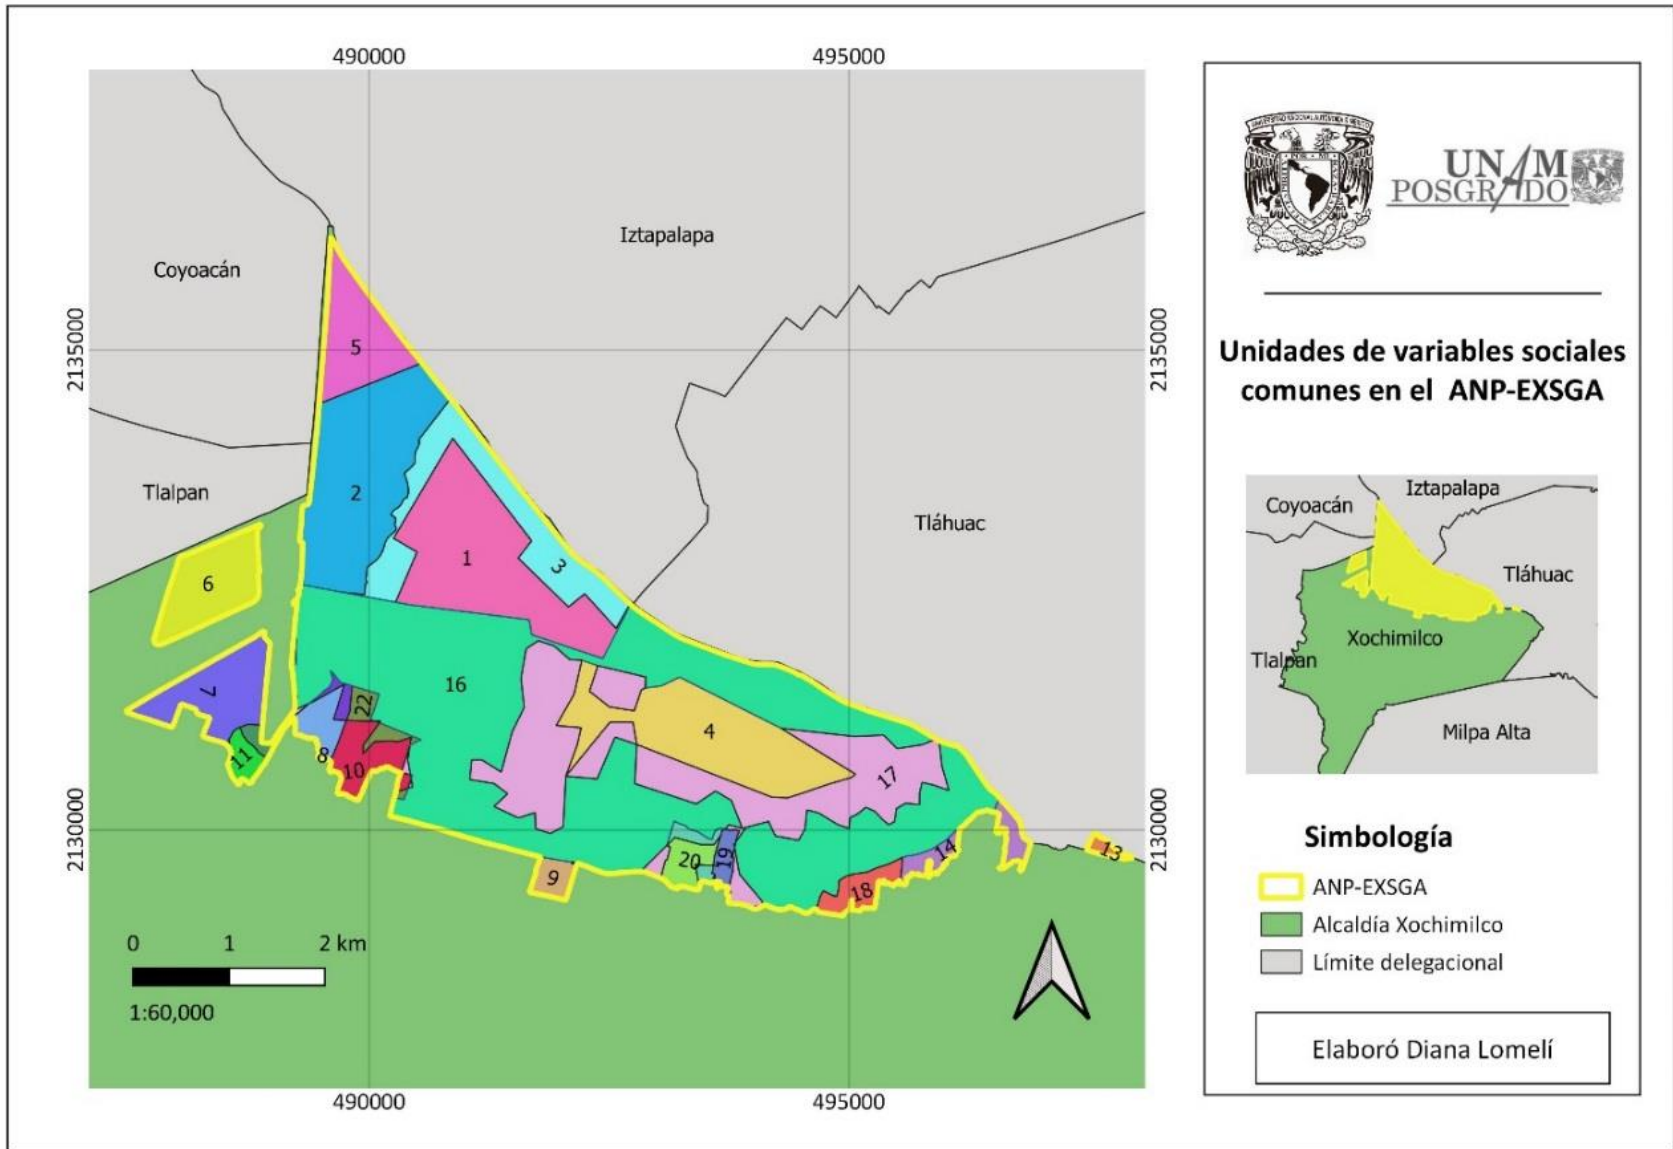 490000
495000
Coyoacán
Iztapalapa
Tlalpan
Tláhuac
2135000
2135000
2130000
2130000
5
2
3
1
6
7
16
22
4
8
11
10
17
20
19
14
13
9
18
0 1 2 km
1:60,000
490000
495000
UNAM
POSGRADO
Unidades de variables sociales
comunes en el ANP-EXSGA
Coyoacán
Iztapalapa
Tláhuac
Xochimilco
Tlalpan
Milpa Alta
Simbología
ANP-EXSGA
Alcaldía Xochimilco
Límite delegacional
Elaboró Diana Lomelí